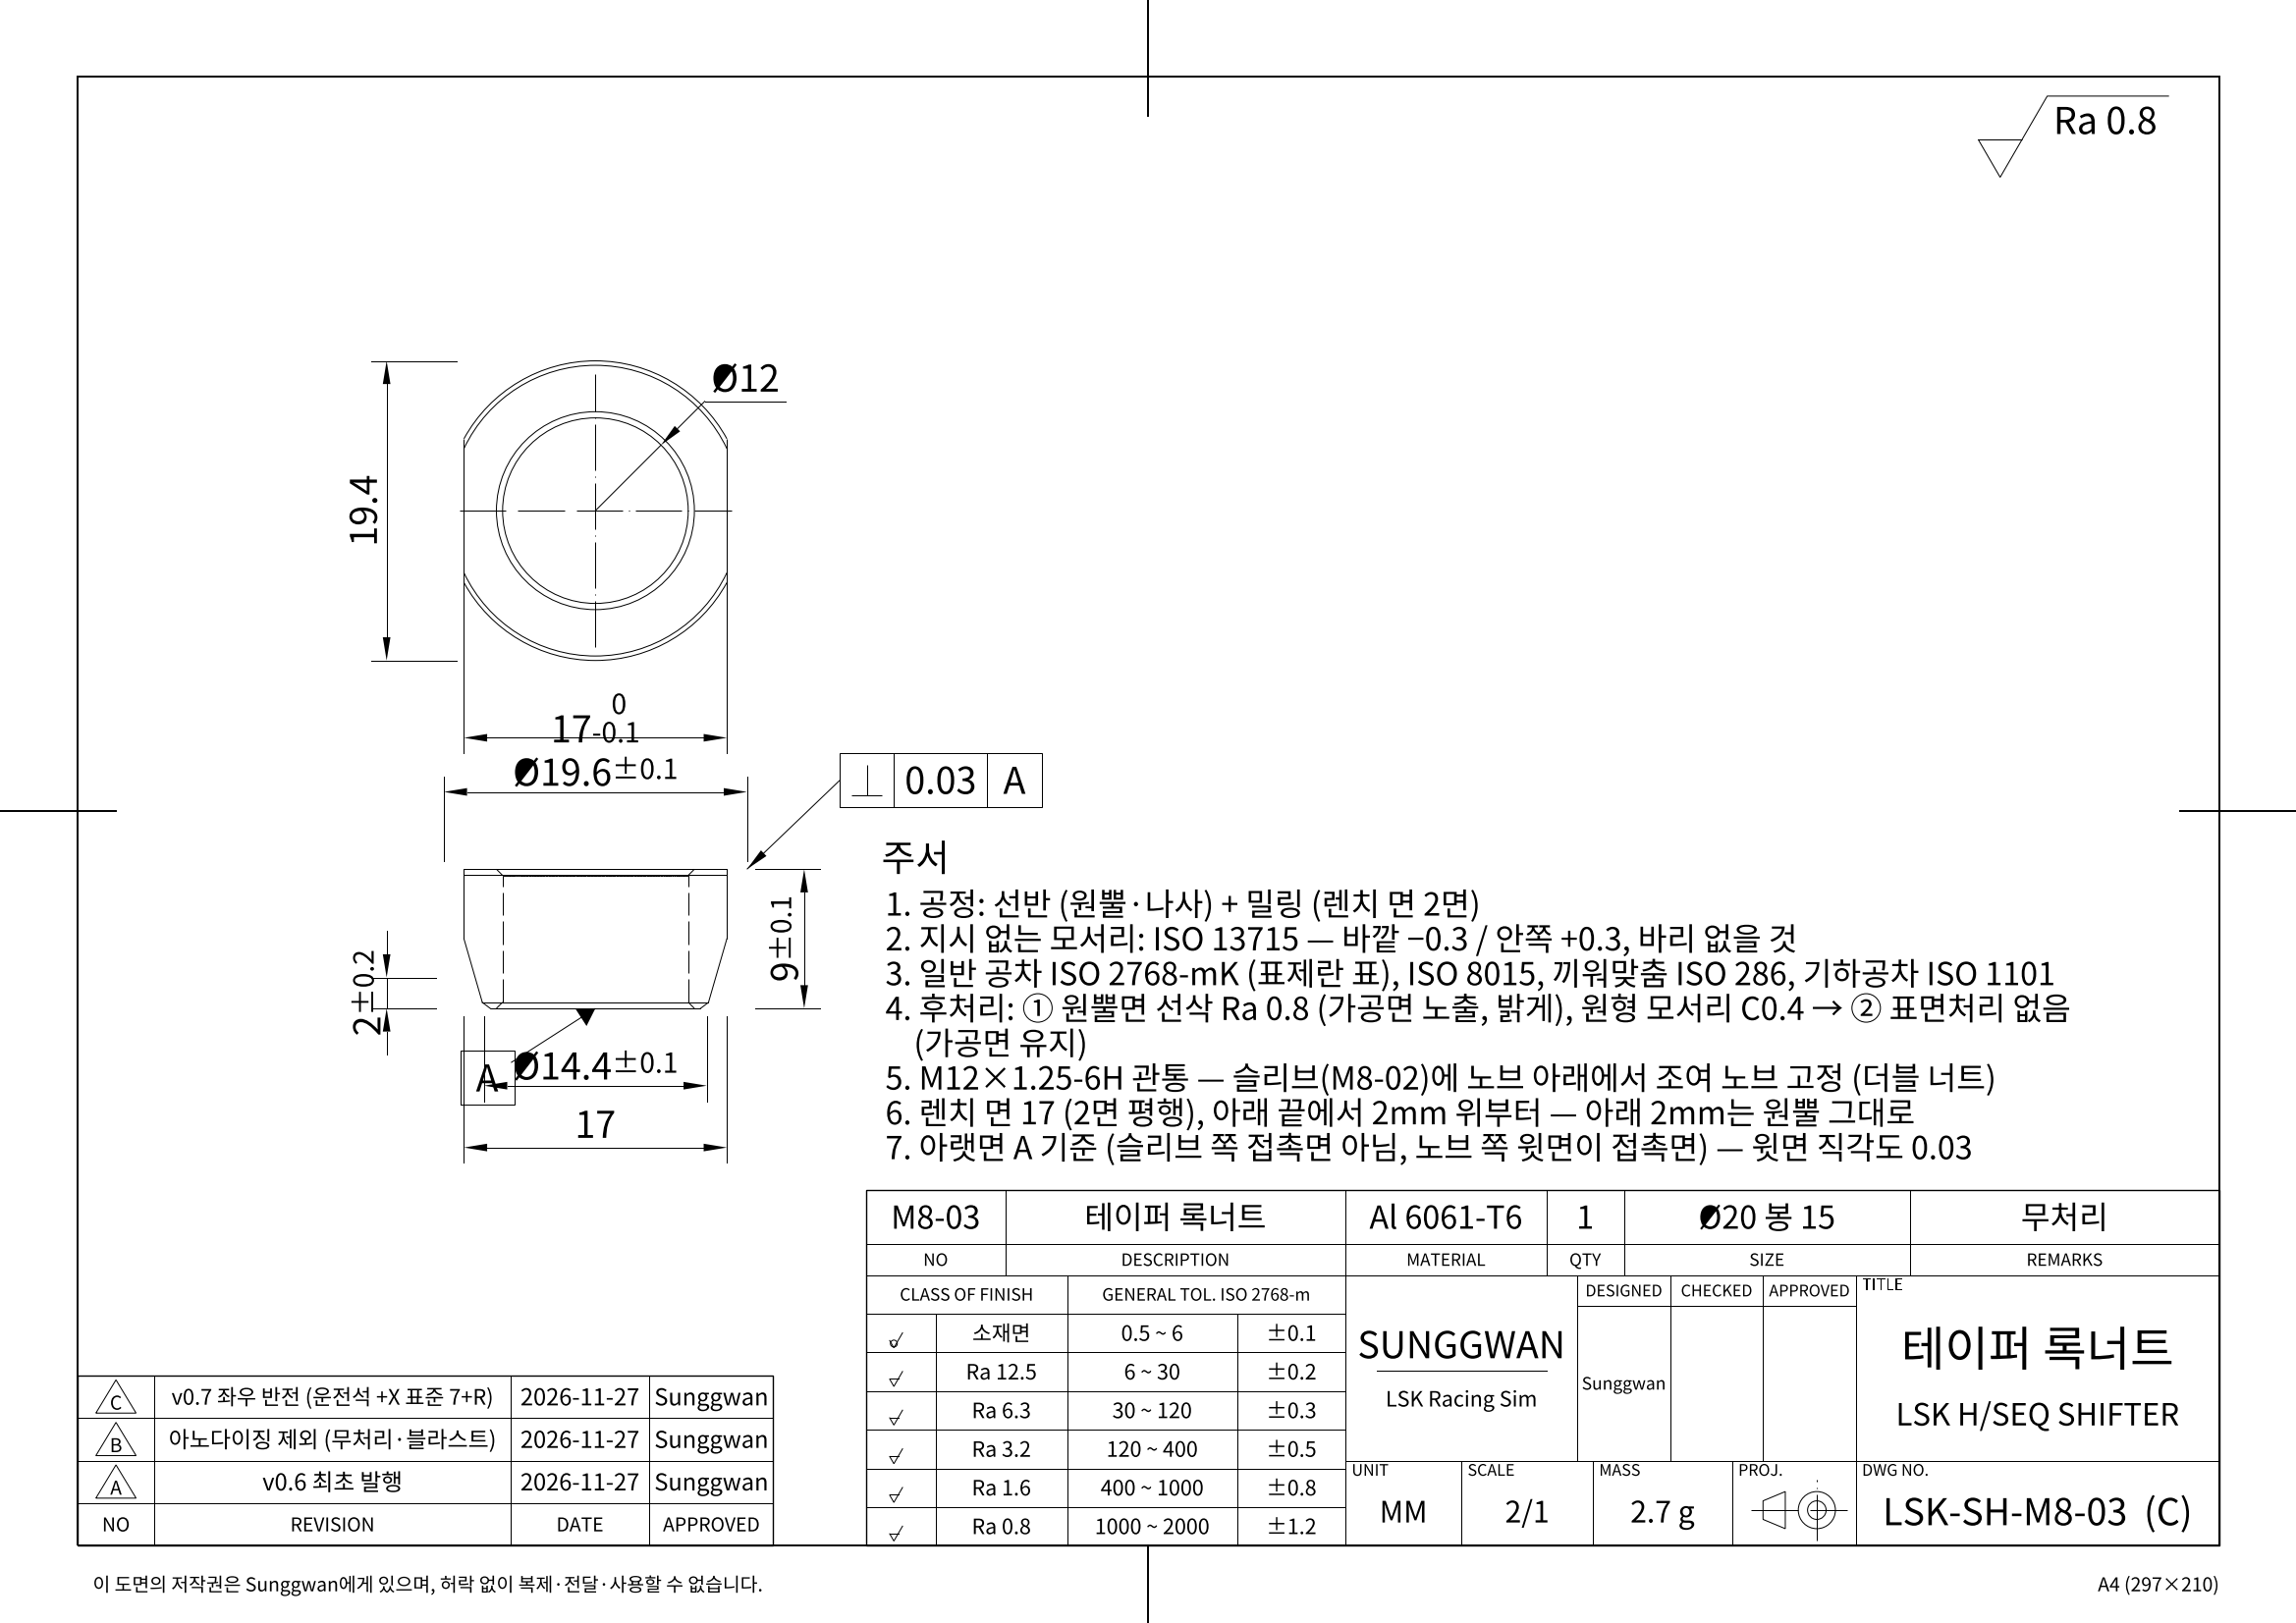 Ra 0.8
Ø12
19.4
17 0 -0.1
Ø19.6±0.1
⊥ 0.03 A
9±0.1
2±0.2
A
Ø14.4±0.1
17
주서
1. 공정: 선반 (원뿔·나사) + 밀링 (렌치 면 2면)
2. 지시 없는 모서리: ISO 13715 — 바깥 −0.3 / 안쪽 +0.3, 바리 없을 것
3. 일반 공차 ISO 2768-mK (표제란 표), ISO 8015, 끼워맞춤 ISO 286, 기하공차 ISO 1101
4. 후처리: ① 원뿔면 선삭 Ra 0.8 (가공면 노출, 밝게), 원형 모서리 C0.4 → ② 표면처리 없음
(가공면 유지)
5. M12×1.25-6H 관통 — 슬리브(M8-02)에 노브 아래에서 조여 노브 고정 (더블 너트)
6. 렌치 면 17 (2면 평행), 아래 끝에서 2mm 위부터 — 아래 2mm는 원뿔 그대로
7. 아랫면 A 기준 (슬리브 쪽 접촉면 아님, 노브 쪽 윗면이 접촉면) — 윗면 직각도 0.03
M8-03 테이퍼 록너트 Al 6061-T6 1 Ø20 봉 15 무처리
NO DESCRIPTION MATERIAL QTY SIZE REMARKS
CLASS OF FINISH GENERAL TOL. ISO 2768-m
소재면 0.5 ~ 6 ±0.1
Ra 12.5 6 ~ 30 ±0.2
Ra 6.3 30 ~ 120 ±0.3
Ra 3.2 120 ~ 400 ±0.5
Ra 1.6 400 ~ 1000 ±0.8
Ra 0.8 1000 ~ 2000 ±1.2
SUNGGWAN
LSK Racing Sim
DESIGNED CHECKED APPROVED
Sunggwan
TITLE
테이퍼 록너트
LSK H/SEQ SHIFTER
UNIT SCALE MASS PROJ. DWG NO.
MM 2/1 2.7 g LSK-SH-M8-03 (C)
C v0.7 좌우 반전 (운전석 +X 표준 7+R) 2026-11-27 Sunggwan
B 아노다이징 제외 (무처리·블라스트) 2026-11-27 Sunggwan
A v0.6 최초 발행 2026-11-27 Sunggwan
NO REVISION DATE APPROVED
이 도면의 저작권은 Sunggwan에게 있으며, 허락 없이 복제·전달·사용할 수 없습니다.
A4 (297×210)